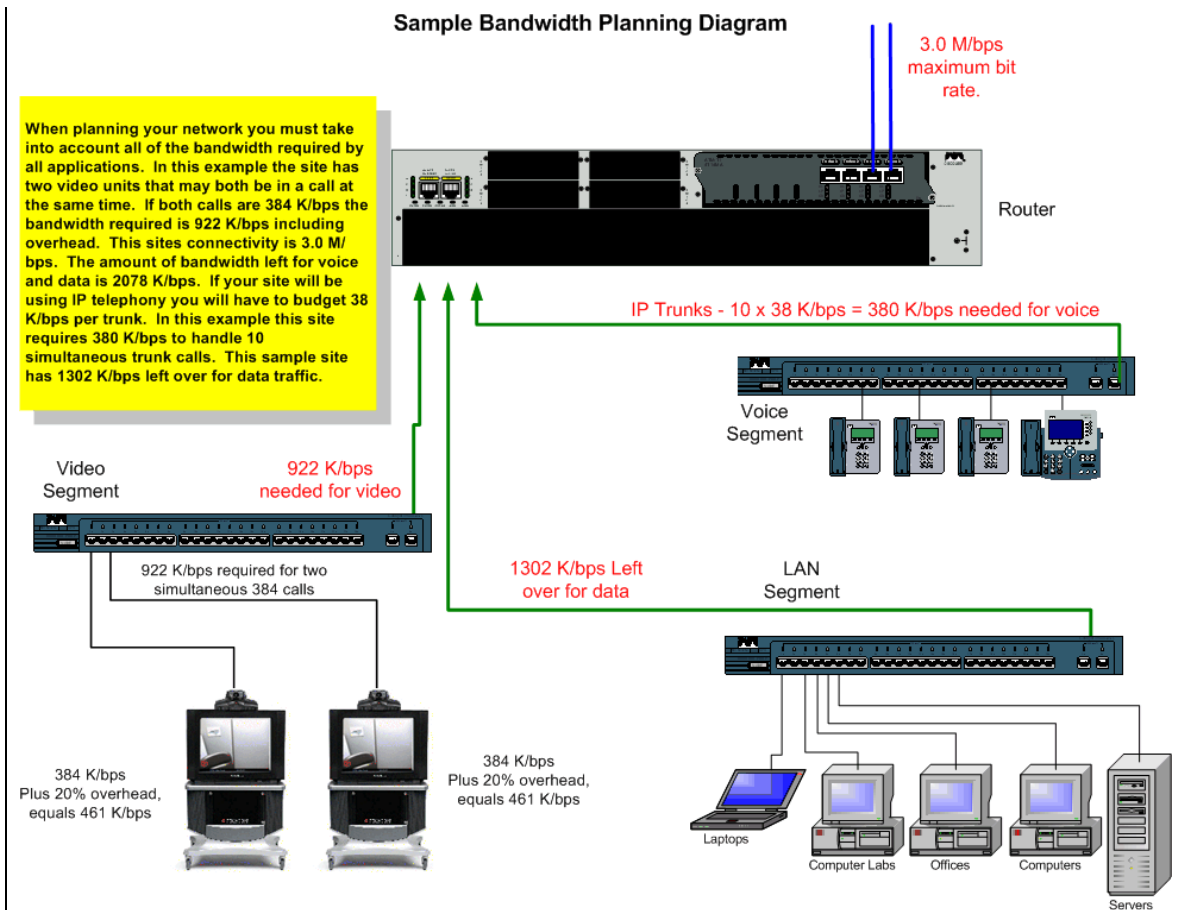 Sample Bandwidth Planning Diagram
3.0 M/bps
maximum bit
rate.
When planning your network you must take
into account all of the bandwidth required by
all applications. In this example the site has
two video units that may both be in a call at
the same time. If both calls are 384 K/bps the
bandwidth required is 922 K/bps including
overhead. This sites connectivity is 3.0 M/
bps. The amount of bandwidth left for voice
and data is 2078 K/bps. If your site will be
using IP telephony you will have to budget 38
K/bps per trunk. In this example this site
requires 380 K/bps to handle 10
simultaneous trunk calls. This sample site
has 1302 K/bps left over for data traffic.
Router
IP Trunks - 10 x 38 K/bps = 380 K/bps needed for voice
Voice
Segment
Video
Segment
922 K/bps
needed for video
922 K/bps required for two
simultaneous 384 calls
1302 K/bps Left
over for data
LAN
Segment
384 K/bps
Plus 20% overhead,
equals 461 K/bps
384 K/bps
Plus 20% overhead,
equals 461 K/bps
Laptops
Computer Labs
Offices
Computers
Servers